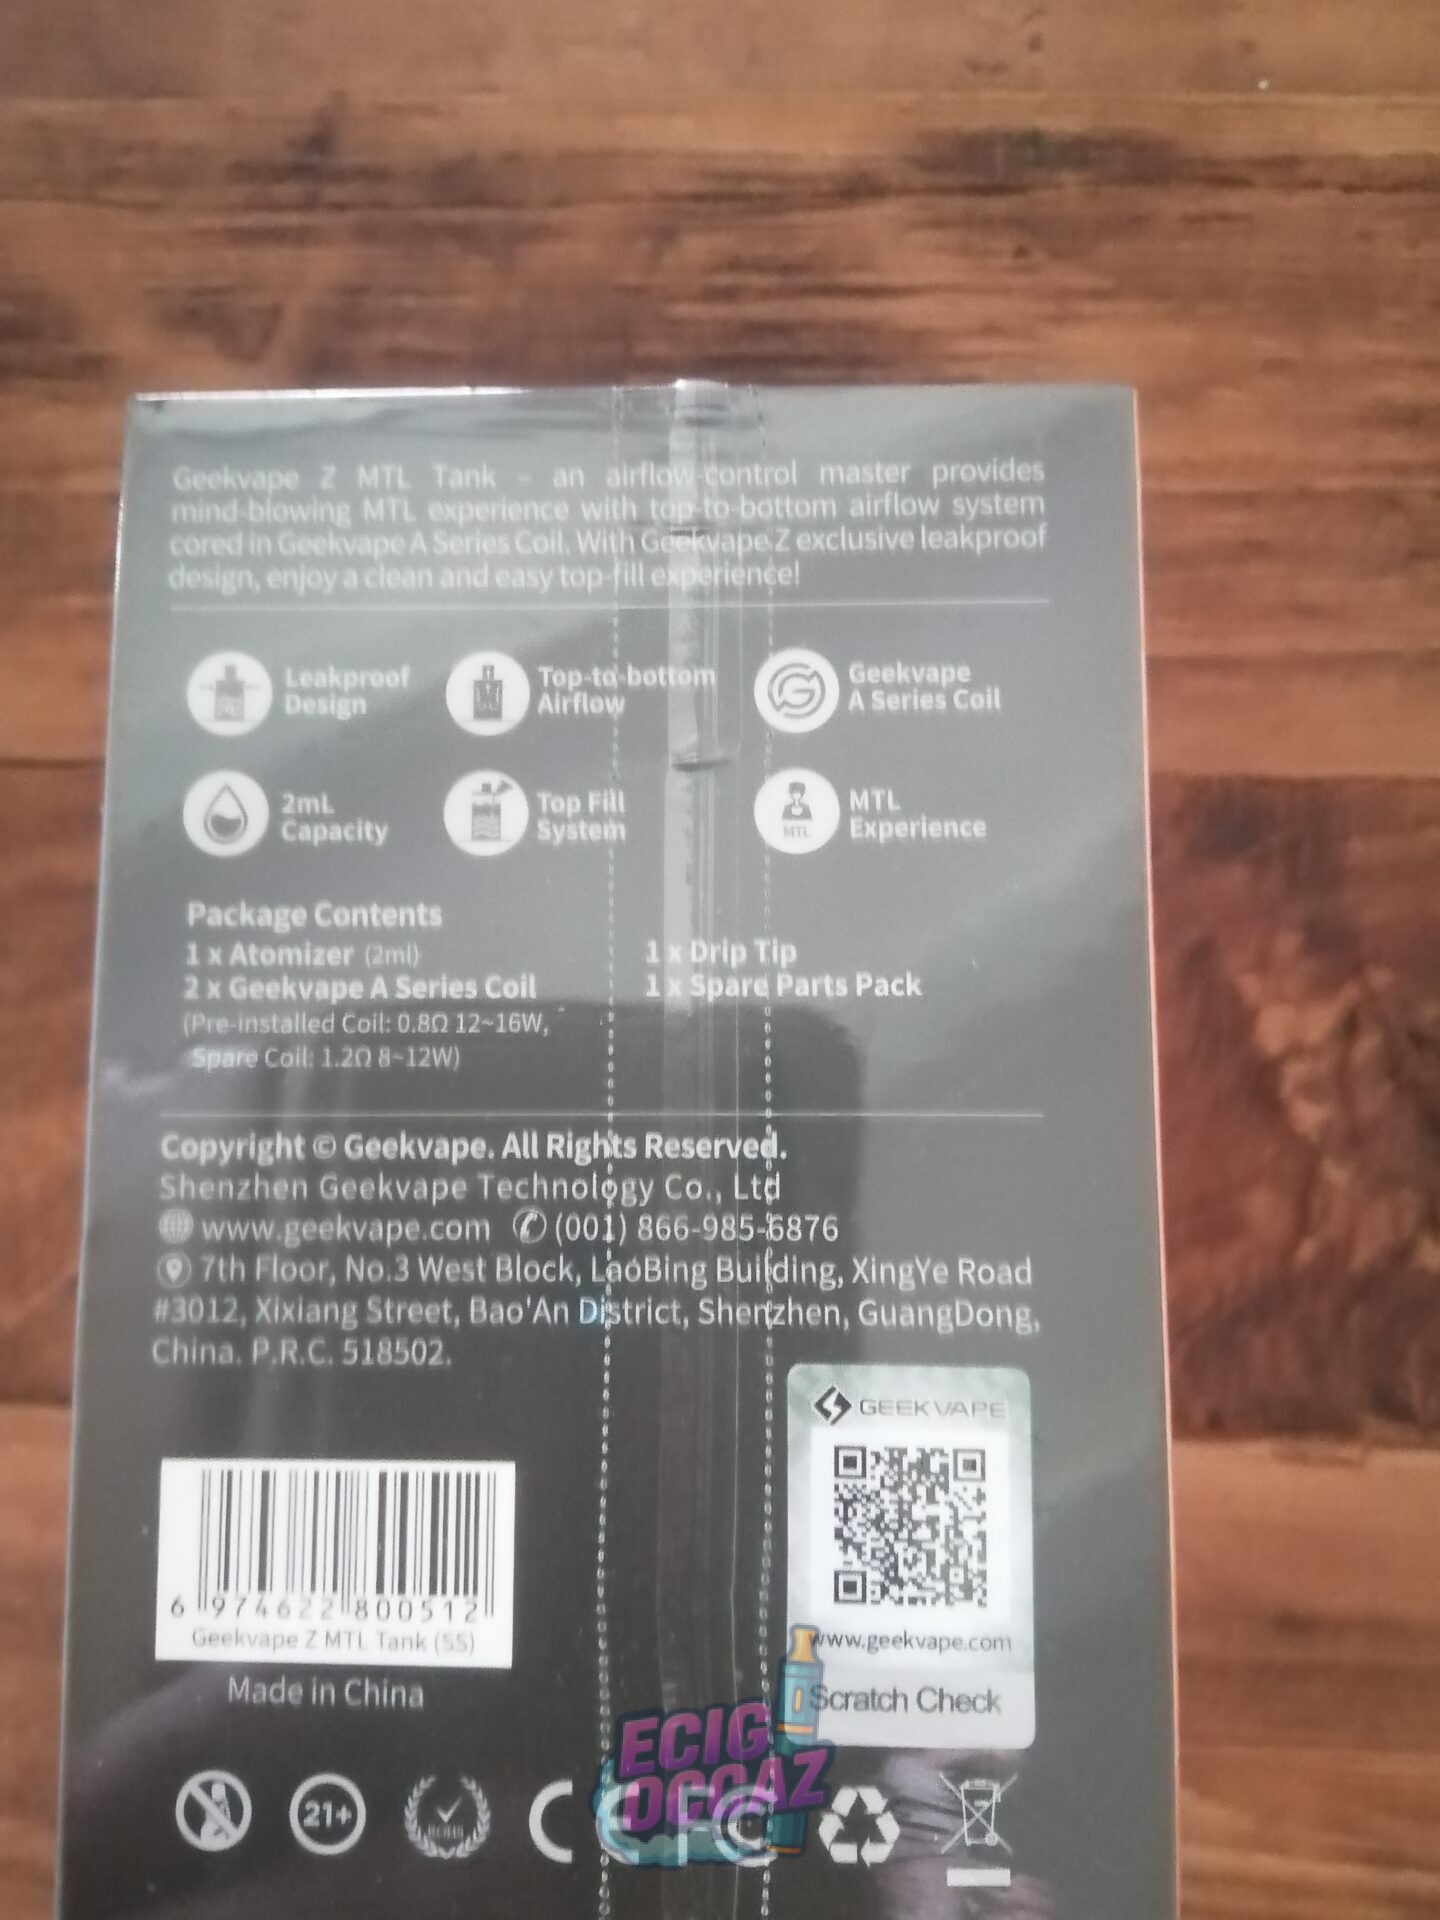 Geekvape Z MTL Tank – an airflow-control master provides
mind-blowing MTL experience with top-to-bottom airflow system
cored in Geekvape A Series Coil. With Geekvape Z exclusive leakproof
design, enjoy a clean and easy top-fill experience!
Leakproof
Design
Top-to-bottom
Airflow
Geekvape
A Series Coil
2mL
Capacity
Top Fill
System
MTL
MTL
Experience
Package Contents
1 x Atomizer (2ml)
2 x Geekvape A Series Coil
(Pre-installed Coil: 0.8Ω 12~16W,
Spare Coil: 1.2Ω 8~12W)
1 x Drip Tip
1 x Spare Parts Pack
Copyright © Geekvape. All Rights Reserved.
Shenzhen Geekvape Technology Co., Ltd
www.geekvape.com (001) 866-985-6876
7th Floor, No.3 West Block, LaoBing Building, XingYe Road
#3012, Xixiang Street, Bao'An District, Shenzhen, GuangDong,
China. P.R.C. 518502.
GEEKVAPE
www.geekvape.com
Scratch Check
6 974622 800512
Geekvape Z MTL Tank (SS)
Made in China
ECIG
OCCAZ
21+
ROHS
CE
FC